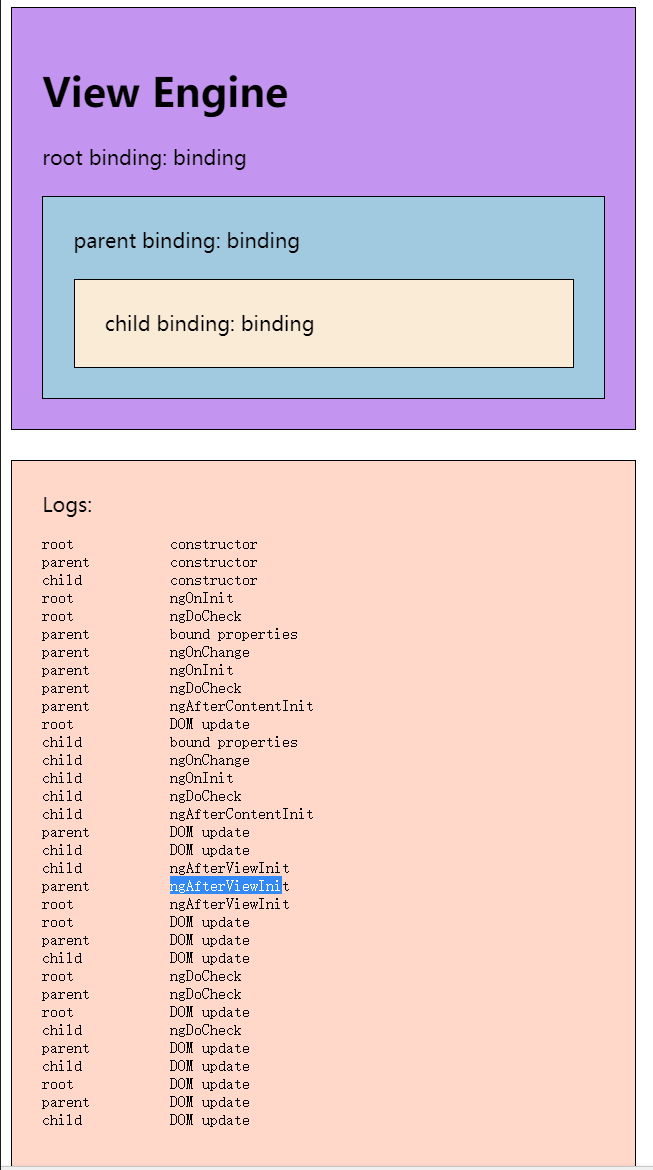 View Engine
root binding: binding
parent binding: binding
child binding: binding
Logs:
root constructor
parent constructor
child constructor
root ngOnInit
root ngDoCheck
parent bound properties
parent ngOnChange
parent ngOnInit
parent ngDoCheck
parent ngAfterContentInit
root DOM update
child bound properties
child ngOnChange
child ngOnInit
child ngDoCheck
child ngAfterContentInit
parent DOM update
child DOM update
child ngAfterViewInit
parent ngAfterViewInit
root ngAfterViewInit
root DOM update
parent DOM update
child DOM update
root ngDoCheck
parent ngDoCheck
root DOM update
child ngDoCheck
parent DOM update
child DOM update
root DOM update
parent DOM update
child DOM update